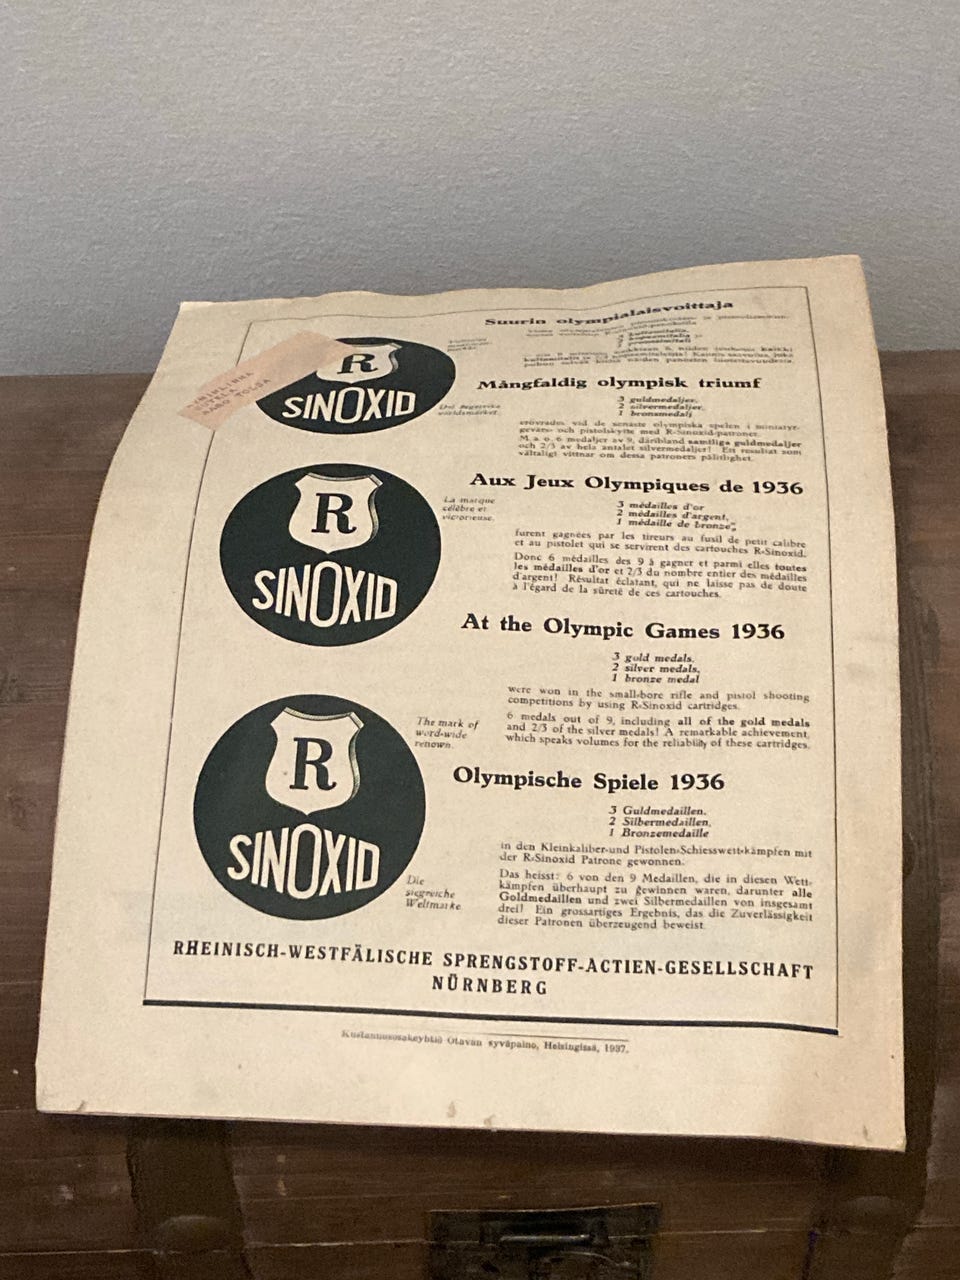 Suurin olympialaisvoittaja
R
SINOXID
Mångfaldig olympisk triumf
3 guldmedaljer,
2 silvermedaljer,
1 bronsmedalj
erövrades vid de senaste olympiska spelen i miniatyr-
gevärs- och pistolskytte med R-Sinoxid-patroner.
M. a. o. 6 medaljer av 9, däribland samtliga guldmedaljer
och 2/3 av hela antalet silvermedaljer! Ett resultat som
vältaligt vittnar om dessa patroners pålitlighet.
Den segerrika
världsmärket.
R
SINOXID
La marque
célèbre et
victorieuse.
Aux Jeux Olympiques de 1936
3 médailles d'or
2 médailles d'argent,
1 médaille de bronze,
furent gagnées par les tireurs au fusil de petit calibre
et au pistolet qui se servirent des cartouches R-Sinoxid.
Donc 6 médailles des 9 à gagner et parmi elles toutes
les médailles d'or et 2/3 du nombre entier des médailles
d'argent! Résultat éclatant, qui ne laisse pas de doute
à l'égard de la sûreté de ces cartouches.
At the Olympic Games 1936
3 gold medals,
2 silver medals,
1 bronze medal
were won in the small-bore rifle and pistol shooting
competitions by using R-Sinoxid cartridges.
6 medals out of 9, including all of the gold medals
and 2/3 of the silver medals! A remarkable achievement,
which speaks volumes for the reliability of these cartridges.
R
SINOXID
The mark of
word-wide
renown.
Olympische Spiele 1936
3 Guldmedaillen,
2 Silbermedaillen,
1 Bronzemedaille
in den Kleinkaliber-und Pistolen-Schiesswett-kämpfen mit
der R-Sinoxid Patrone gewonnen.
Das heisst: 6 von den 9 Medaillen, die in diesen Wett-
kämpfen überhaupt zu gewinnen waren, darunter alle
Goldmedaillen und zwei Silbermedaillen von insgesamt
drei! Ein grossartiges Ergebnis, das die Zuverlässigkeit
dieser Patronen überzeugend beweist.
Die
siegreiche
Weltmarke
RHEINISCH-WESTFÄLISCHE SPRENGSTOFF-ACTIEN-GESELLSCHAFT
NÜRNBERG
Kustannusosakeyhtiö Otavan syväpaino, Helsingissä, 1937.